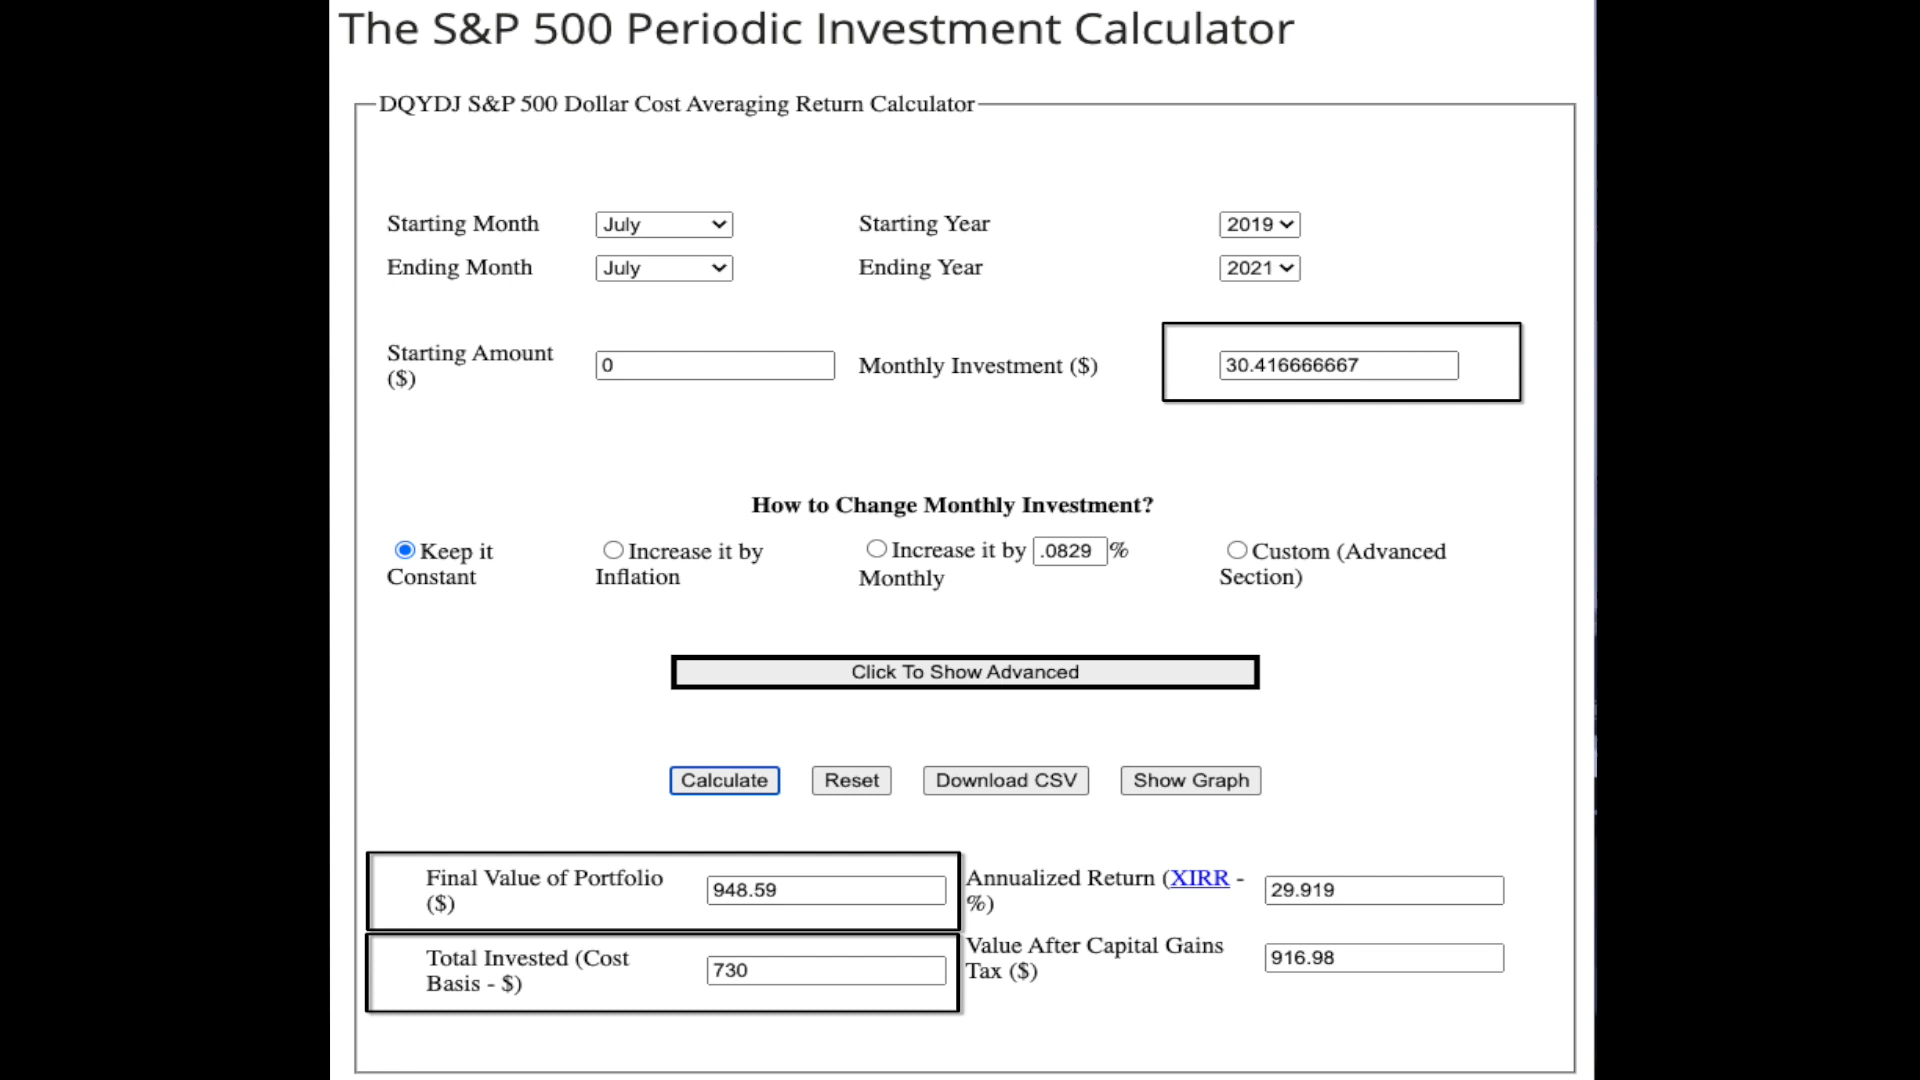 The S&P 500 Periodic Investment Calculator
DQYDJ S&P 500 Dollar Cost Averaging Return Calculator
Starting Month July Starting Year 2019
Ending Month July Ending Year 2021
Starting Amount
($) 0 Monthly Investment ($) 30.416666667
How to Change Monthly Investment?
Keep it
Constant
Increase it by
Inflation
Increase it by .0829 %
Monthly
Custom (Advanced
Section)
Click To Show Advanced
Calculate Reset Download CSV Show Graph
Final Value of Portfolio
($) 948.59
Annualized Return (XIRR -
%) 29.919
Total Invested (Cost
Basis - $) 730
Value After Capital Gains
Tax ($) 916.98